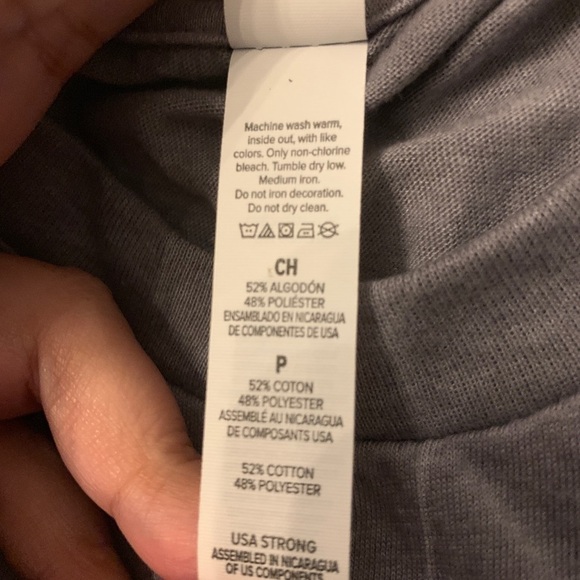 Machine wash warm,
inside out, with like
colors. Only non-chlorine
bleach. Tumble dry low.
Medium iron.
Do not iron decoration.
Do not dry clean.
CH
52% ALGODÓN
48% POLIÉSTER
ENSAMBLADO EN NICARAGUA
DE COMPONENTES DE USA
P
52% COTON
48% POLYESTER
ASSEMBLÉ AU NICARAGUA
DE COMPOSANTS USA
52% COTTON
48% POLYESTER
USA STRONG
ASSEMBLED IN NICARAGUA
OF US COMPONENTS